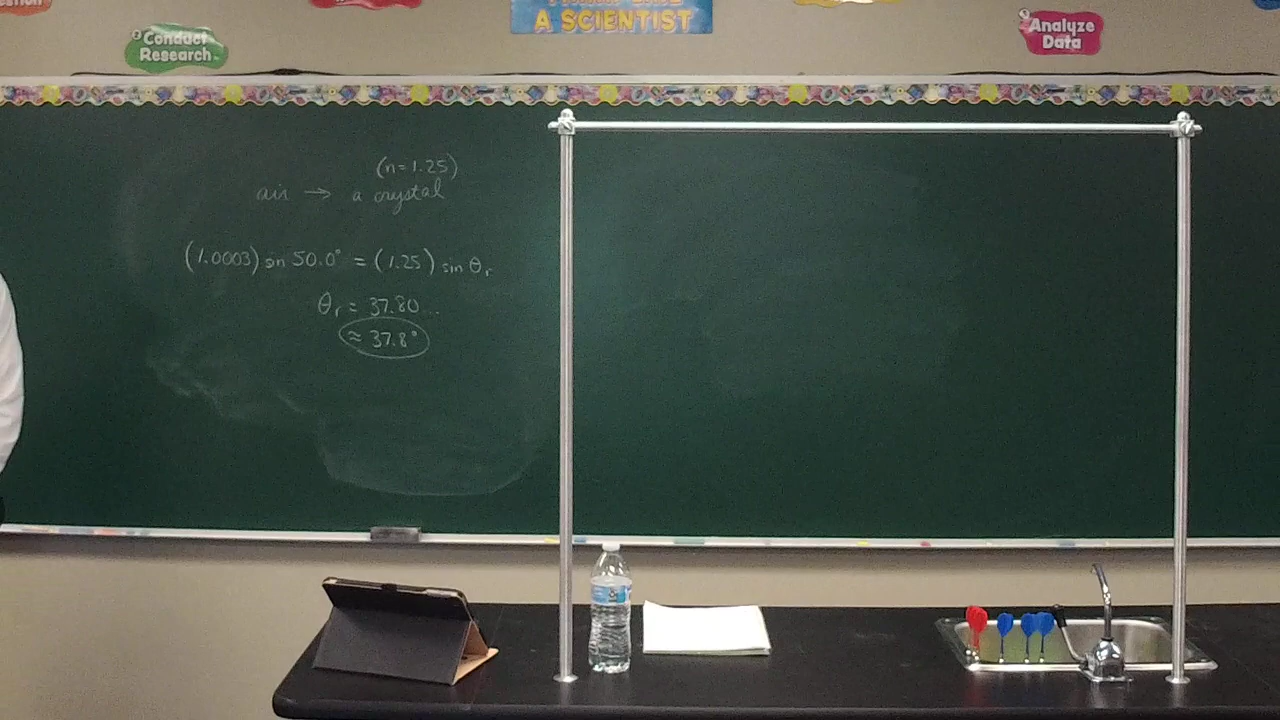 ② Conduct
Research
A SCIENTIST
Analyze
Data
(n=1.25)
air → a crystal
(1.0003) sin 50.0° = (1.25) sin θr
θr = 37.80...
≈ 37.8°